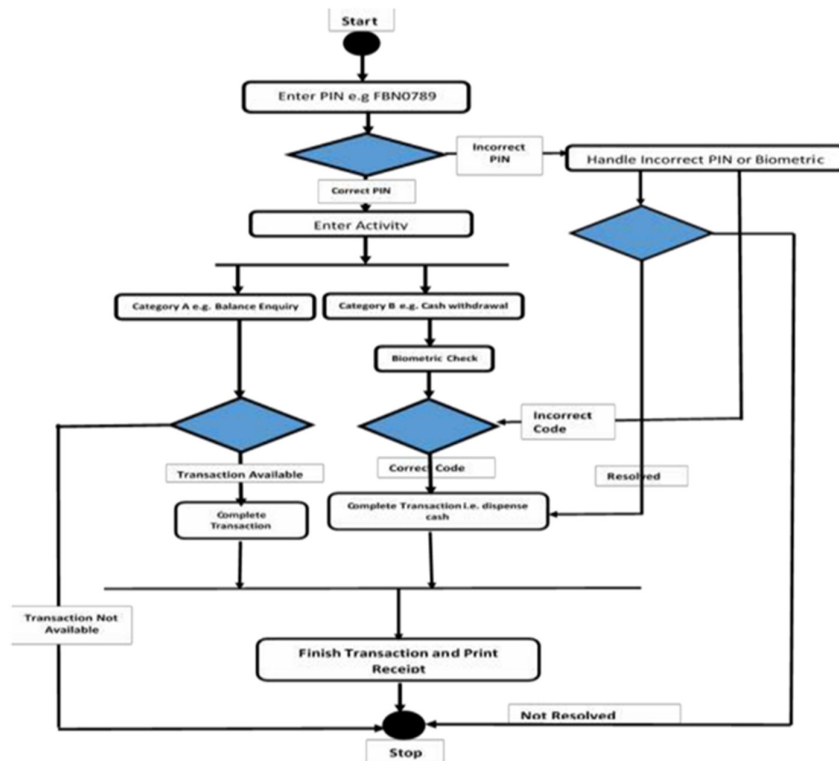 Start
Enter PIN e.g FBN0789
Incorrect
PIN
Handle Incorrect PIN or Biometric
Correct PIN
Enter Activity
Category A e.g. Balance Enquiry
Category B e.g. Cash withdrawal
Biometric Check
Incorrect
Code
Transaction Available
Correct Code
Resolved
Complete
Transaction
Complete Transaction i.e. dispense
cash
Transaction Not
Available
Finish Transaction and Print
Receipt
Not Resolved
Stop